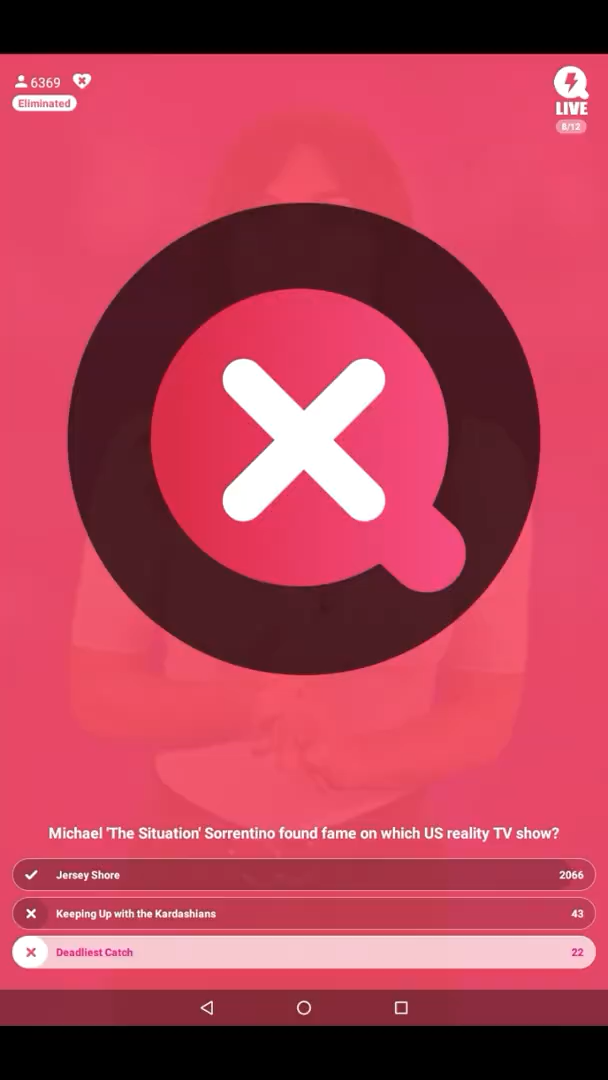 6369
Eliminated
LIVE
8/12
Michael 'The Situation' Sorrentino found fame on which US reality TV show?
Jersey Shore 2066
Keeping Up with the Kardashians 43
Deadliest Catch 22